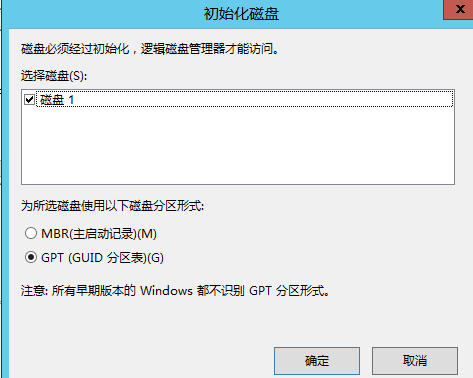 初始化磁盘
磁盘必须经过初始化，逻辑磁盘管理器才能访问。
选择磁盘(S):
磁盘 1
为所选磁盘使用以下磁盘分区形式:
MBR(主启动记录)(M)
GPT (GUID 分区表)(G)
注意: 所有早期版本的 Windows 都不识别 GPT 分区形式。
确定 取消